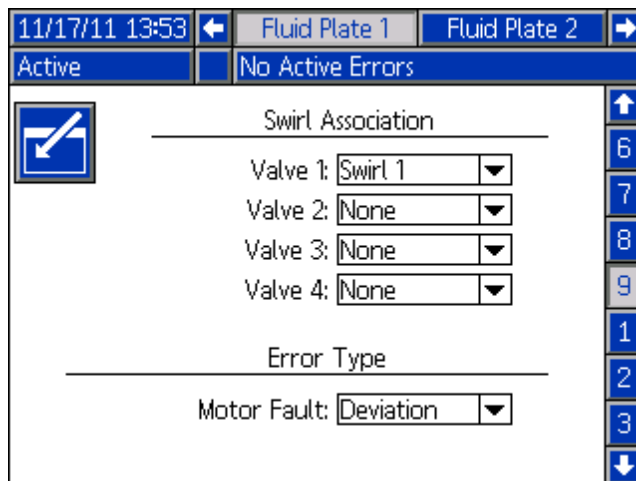 11/17/11 13:53 Fluid Plate 1 Fluid Plate 2
Active No Active Errors
Swirl Association
6
Valve 1: Swirl 1
7
Valve 2: None
8
Valve 3: None
9
Valve 4: None
1
Error Type
2
Motor Fault: Deviation
3